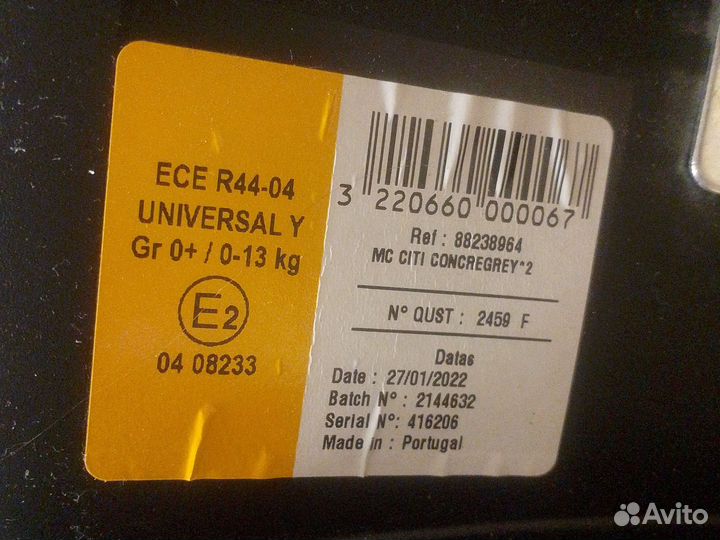 ECE R44-04
UNIVERSAL Y
Gr 0+ / 0-13 kg
E2
04 08233
3 220660 000067
Ref : 88238964
MC CITI CONCREGREY*2
N° QUST : 2459 F
Datas
Date : 27/01/2022
Batch N° : 2144632
Serial N°: 416206
Made in : Portugal
Avito